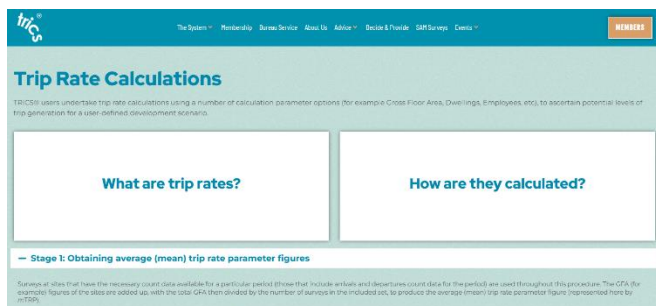 trics®
The System Membership Bureau Service About Us Advice Decide & Provide SAM Surveys Events MEMBERS
Trip Rate Calculations
TRICS® users undertake trip rate calculations using a number of calculation parameter options (for example Gross Floor Area, Dwellings, Employees, etc), to ascertain potential levels of
trip generation for a user-defined development scenario.
What are trip rates?
How are they calculated?
— Stage 1: Obtaining average (mean) trip rate parameter figures
Surveys at sites that have the necessary count data available for a particular period (those that include arrivals and departures count data for the period) are used throughout this procedure. The GFA (for
example) figures of the sites are added up, with the total GFA then divided by the number of surveys in the included set, to produce the average (mean) trip rate parameter figure (represented here by
mTRP).